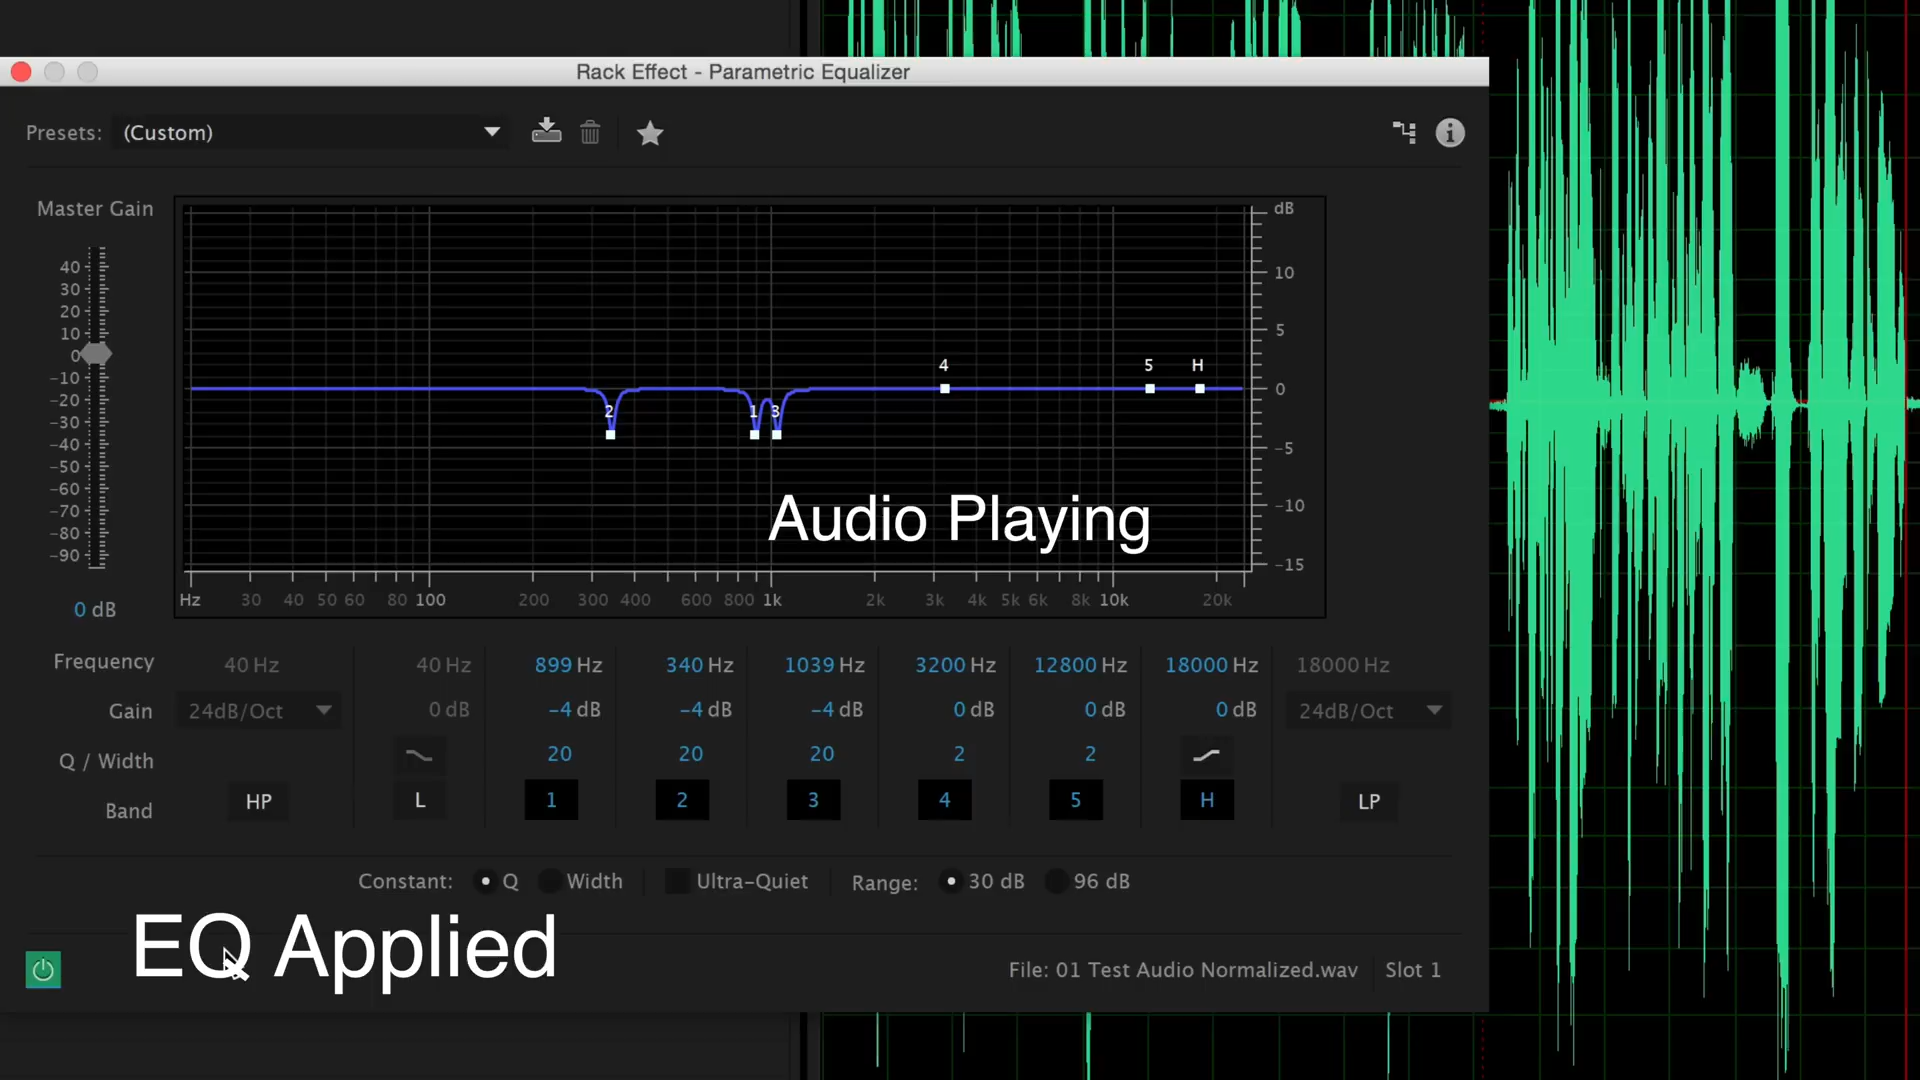 Rack Effect - Parametric Equalizer
Presets: (Custom)
Master Gain
dB
40
30
20
10
0
-10
-20
-30
-40
-50
-60
-70
-80
-90
0 dB
10
5
0
-5
-10
-15
4 5 H
2 1 3
Audio Playing
Hz 30 40 50 60 80 100 200 300 400 600 800 1k 2k 3k 4k 5k 6k 8k 10k 20k
Frequency 40 Hz 40 Hz 899 Hz 340 Hz 1039 Hz 3200 Hz 12800 Hz 18000 Hz 18000 Hz
Gain 24dB/Oct 0 dB -4 dB -4 dB -4 dB 0 dB 0 dB 0 dB 24dB/Oct
Q / Width 20 20 20 2 2
Band HP L 1 2 3 4 5 H LP
Constant: Q Width Ultra-Quiet Range: 30 dB 96 dB
EQ Applied
File: 01 Test Audio Normalized.wav Slot 1